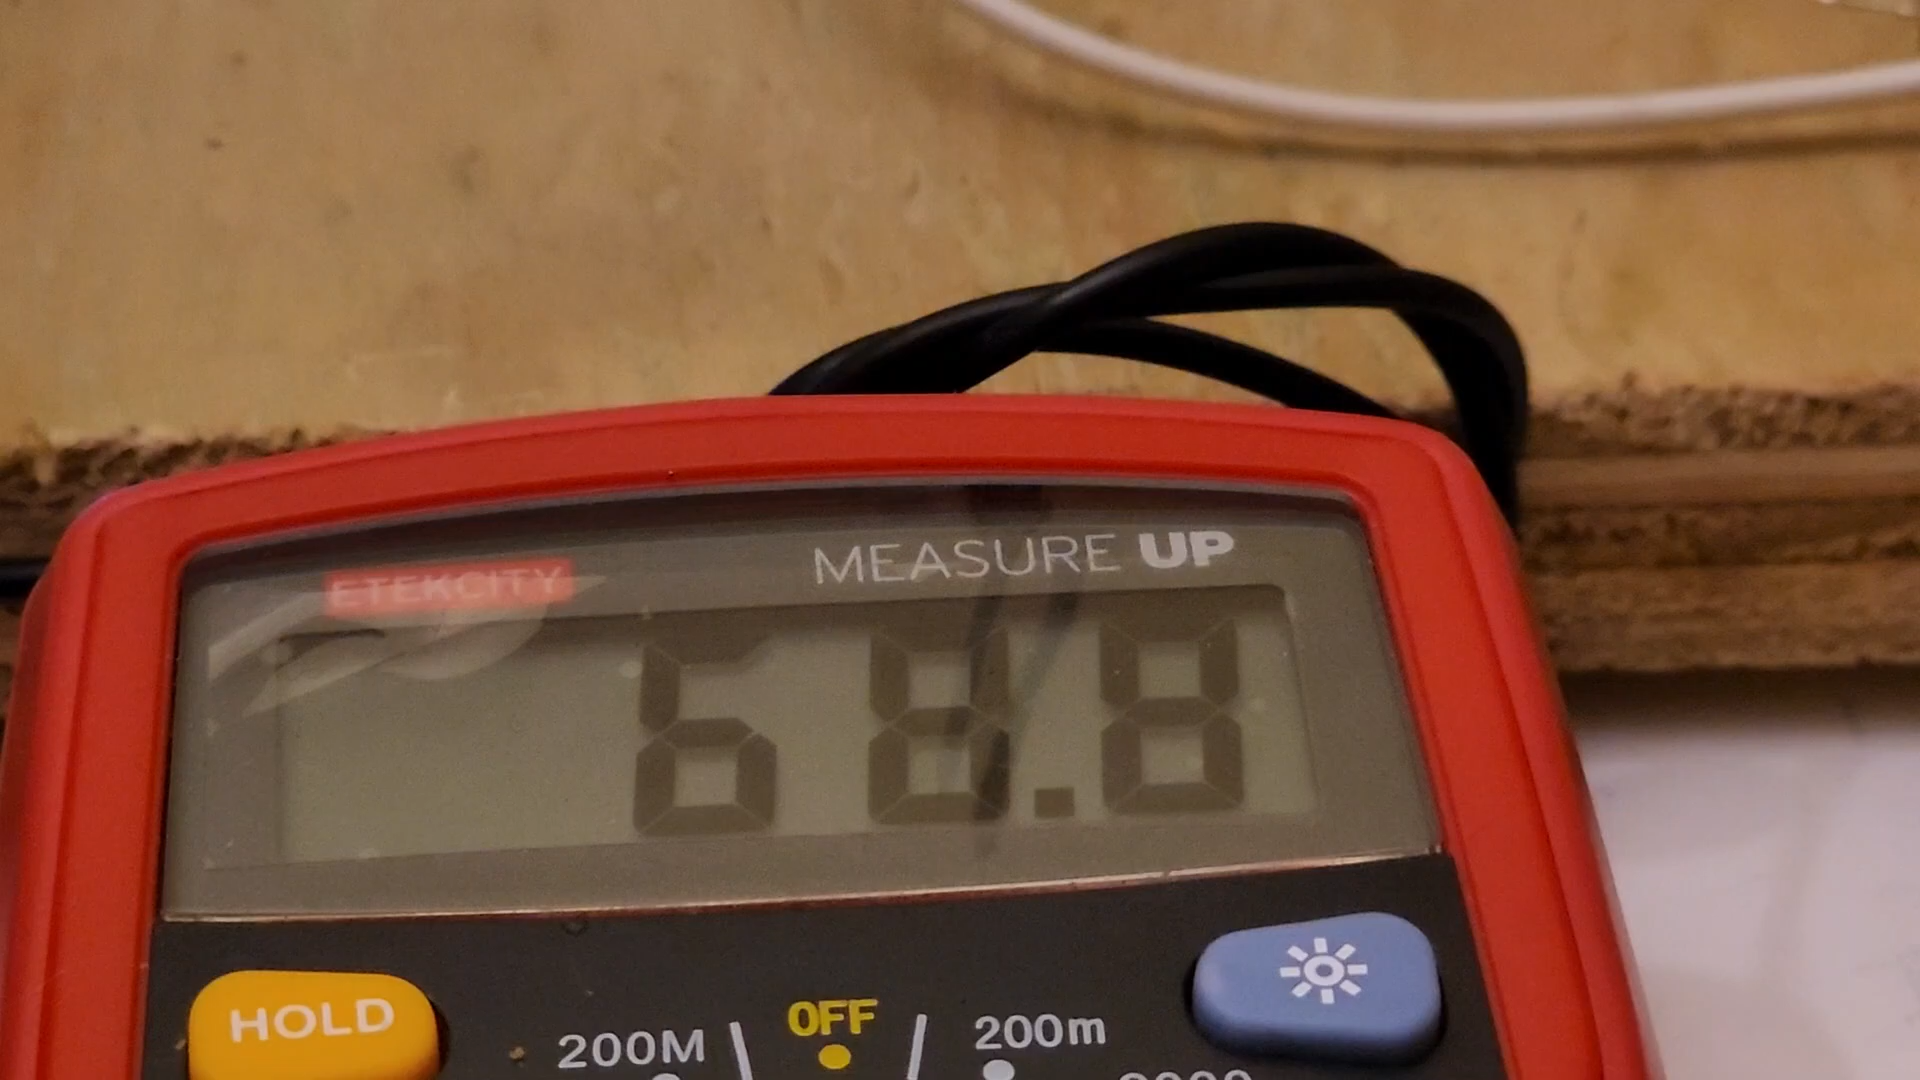 ETEKCITY
MEASURE UP
68.8
HOLD
200M
OFF
200m